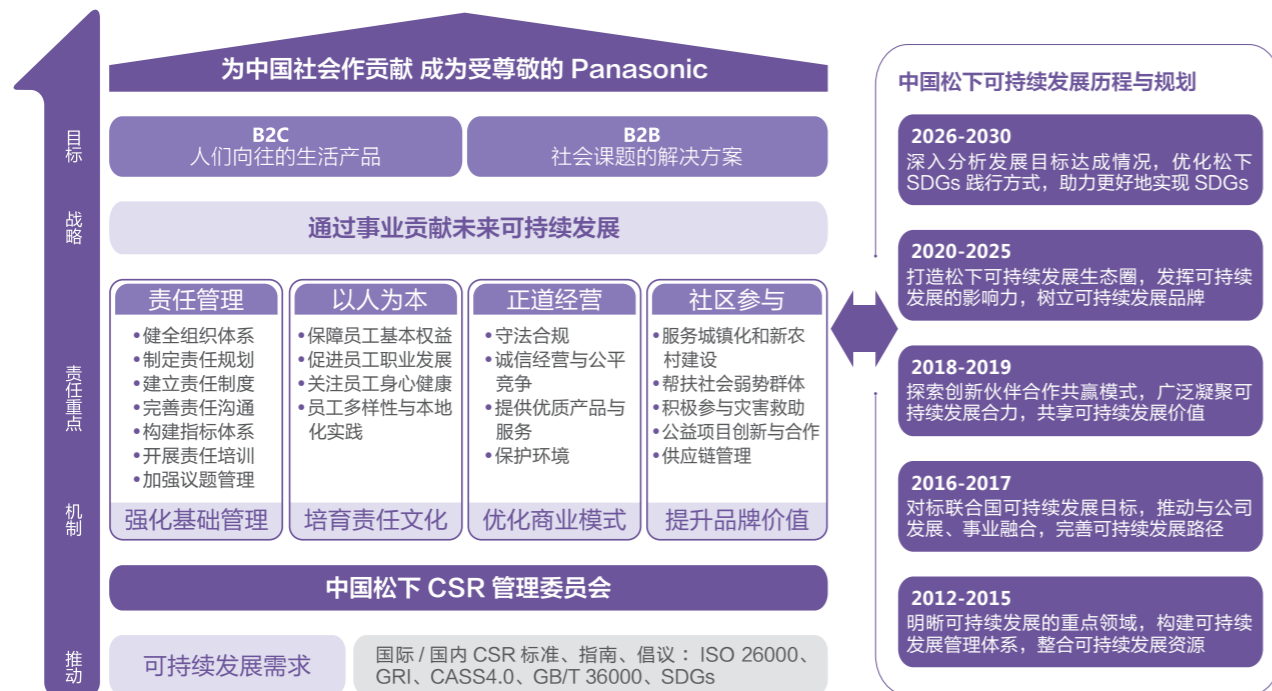 为中国社会作贡献 成为受尊敬的 Panasonic
目标
B2C
人们向往的生活产品
B2B
社会课题的解决方案
战略
通过事业贡献未来可持续发展
责任重点
责任管理
•健全组织体系
•制定责任规划
•建立责任制度
•完善责任沟通
•构建指标体系
•开展责任培训
•加强议题管理
以人为本
•保障员工基本权益
•促进员工职业发展
•关注员工身心健康
•员工多样性与本地
化实践
正道经营
•守法合规
•诚信经营与公平
竞争
•提供优质产品与
服务
•保护环境
社区参与
•服务城镇化和新农
村建设
•帮扶社会弱势群体
•积极参与灾害救助
•公益项目创新与合作
•供应链管理
机制
强化基础管理
培育责任文化
优化商业模式
提升品牌价值
中国松下 CSR 管理委员会
推动
可持续发展需求
国际 / 国内 CSR 标准、指南、倡议：ISO 26000、
GRI、CASS4.0、GB/T 36000、SDGs
中国松下可持续发展历程与规划
2026-2030
深入分析发展目标达成情况，优化松下
SDGs 践行方式，助力更好地实现 SDGs
2020-2025
打造松下可持续发展生态圈，发挥可持续
发展的影响力，树立可持续发展品牌
2018-2019
探索创新伙伴合作共赢模式，广泛凝聚可
持续发展合力，共享可持续发展价值
2016-2017
对标联合国可持续发展目标，推动与公司
发展、事业融合，完善可持续发展路径
2012-2015
明晰可持续发展的重点领域，构建可持续
发展管理体系，整合可持续发展资源